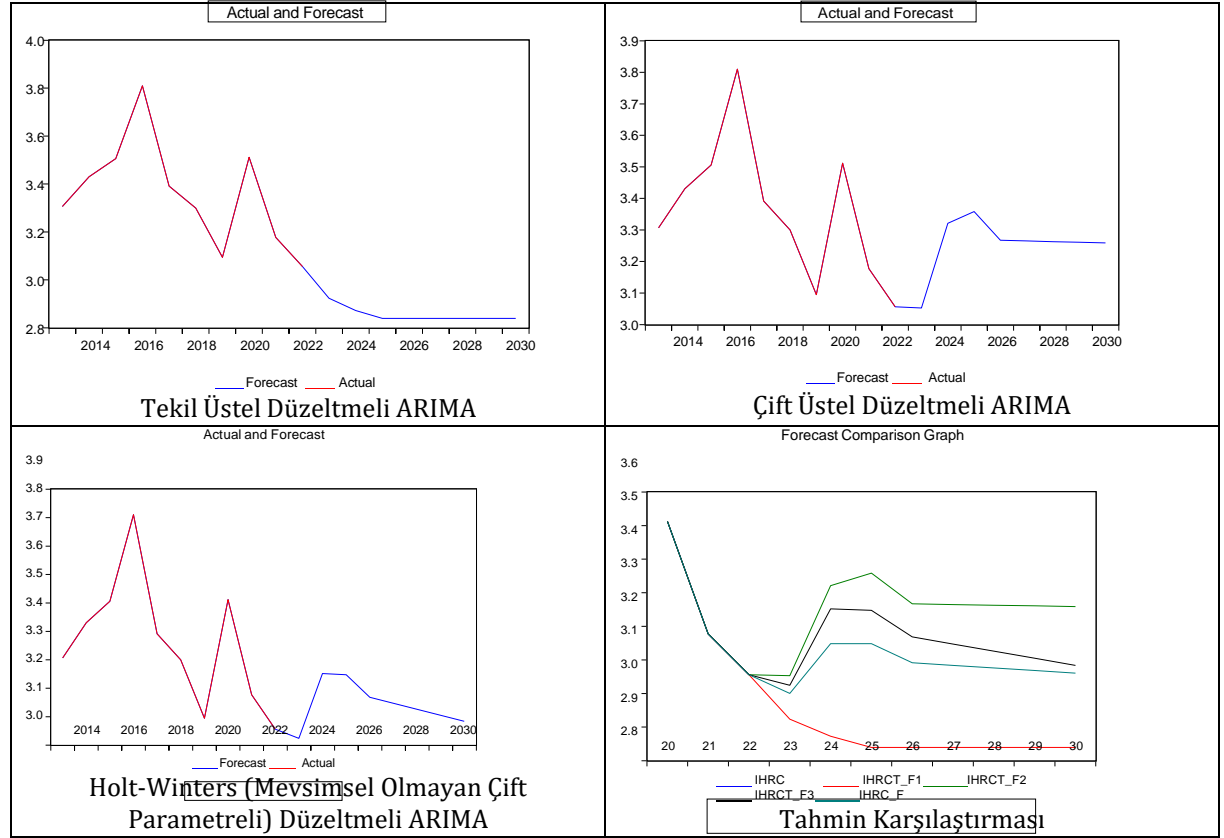 Actual and Forecast
4.0
3.8
3.6
3.4
3.2
3.0
2.8
2014 2016 2018 2020 2022 2024 2026 2028 2030
Forecast Actual
Tekil Üstel Düzeltmeli ARIMA
Actual and Forecast
3.9
3.8
3.7
3.6
3.5
3.4
3.3
3.2
3.1
3.0
2014 2016 2018 2020 2022 2024 2026 2028 2030
Forecast Actual
Çift Üstel Düzeltmeli ARIMA
Actual and Forecast
3.9
3.8
3.7
3.6
3.5
3.4
3.3
3.2
3.1
3.0
2014 2016 2018 2020 2022 2024 2026 2028 2030
Forecast Actual
Holt-Winters (Mevsimsel Olmayan Çift
Parametreli) Düzeltmeli ARIMA
Forecast Comparison Graph
3.6
3.5
3.4
3.3
3.2
3.1
3.0
2.9
2.8
20 21 22 23 24 25 26 27 28 29 30
IHRC IHRCT_F1 IHRCT_F2
IHRCT_F3 IHRC_F
Tahmin Karşılaştırması